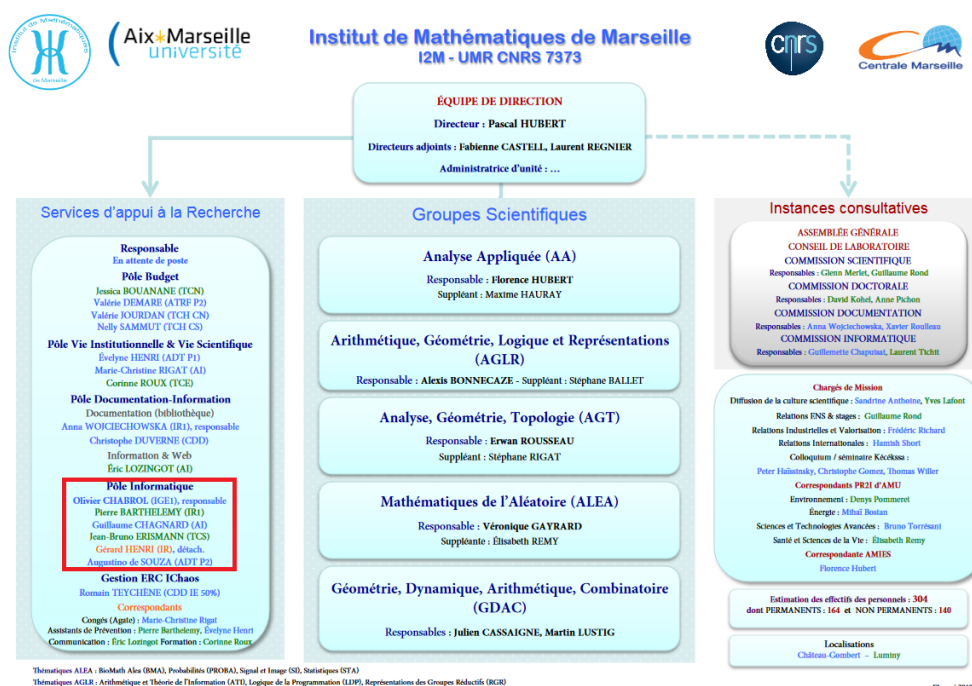 Institut de Mathématiques
de Marseille
Aix*Marseille
université
Institut de Mathématiques de Marseille
I2M - UMR CNRS 7373
cnrs
Centrale Marseille
ÉQUIPE DE DIRECTION
Directeur : Pascal HUBERT
Directeurs adjoints : Fabienne CASTELL, Laurent REGNIER
Administratrice d'unité : …
Services d'appui à la Recherche
Responsable
En attente de poste
Pôle Budget
Jessica BOUANANE (TCN)
Valérie DEMARE (ATRF P2)
Valérie JOURDAN (TCH CN)
Nelly SAMMUT (TCH CS)
Pôle Vie Institutionnelle & Vie Scientifique
Évelyne HENRI (ADT P1)
Marie-Christine RIGAT (AI)
Corinne ROUX (TCE)
Pôle Documentation-Information
Documentation (bibliothèque)
Anna WOJCIECHOWSKA (IR1), responsable
Christophe DUVERNE (CDD)
Information & Web
Éric LOZINGOT (AI)
Pôle Informatique
Olivier CHABROL (IGE1), responsable
Pierre BARTHELEMY (IR1)
Guillaume CHAGNARD (AI)
Jean-Bruno ERISMANN (TCS)
Gérard HENRI (IR), détach.
Augustino de SOUZA (ADT P2)
Gestion ERC IChaos
Romain TEYCHÈNE (CDD IE 50%)
Correspondants
Congés (Agate) : Marie-Christine Rigat
Assistants de Prévention : Pierre Barthelemy, Évelyne Henri
Communication : Éric Lozingot Formation : Corinne Roux
Groupes Scientifiques
Analyse Appliquée (AA)
Responsable : Florence HUBERT
Suppléant : Maxime HAURAY
Arithmétique, Géométrie, Logique et Représentations
(AGLR)
Responsable : Alexis BONNECAZE - Suppléant : Stéphane BALLET
Analyse, Géométrie, Topologie (AGT)
Responsable : Erwan ROUSSEAU
Suppléant : Stéphane RIGAT
Mathématiques de l'Aléatoire (ALEA)
Responsable : Véronique GAYRARD
Suppléante : Élisabeth REMY
Géométrie, Dynamique, Arithmétique, Combinatoire
(GDAC)
Responsables : Julien CASSAIGNE, Martin LUSTIG
Instances consultatives
ASSEMBLÉE GÉNÉRALE
CONSEIL DE LABORATOIRE
COMMISSION SCIENTIFIQUE
Responsables : Glenn Merlet, Guillaume Rond
COMMISSION DOCTORALE
Responsables : David Kohel, Anne Pichon
COMMISSION DOCUMENTATION
Responsables : Anna Wojciechowska, Xavier Roulleau
COMMISSION INFORMATIQUE
Responsables : Guillemette Chapuisat, Laurent Tichit
Chargés de Mission
Diffusion de la culture scientifique : Sandrine Anthoine, Yves Lafont
Relations ENS & stages : Guillaume Rond
Relations Industrielles et Valorisation : Frédéric Richard
Relations Internationales : Hamish Short
Colloquium / séminaire Kécékssa :
Peter Haïssinsky, Christophe Gomez, Thomas Willer
Correspondants PR2I d'AMU
Environnement : Denys Pommeret
Énergie : Mihaï Bostan
Sciences et Technologies Avancées : Bruno Torrésani
Santé et Sciences de la Vie : Élisabeth Remy
Correspondante AMIES
Florence Hubert
Estimation des effectifs des personnels : 304
dont PERMANENTS : 164 et NON PERMANENTS : 140
Localisations
Château-Gombert – Luminy
Thématiques ALEA : BioMath Alea (BMA), Probabilités (PROBA), Signal et Image (SI), Statistiques (STA)
Thématiques AGLR : Arithmétique et Théorie de l'Information (ATI), Logique de la Programmation (LDP), Représentations des Groupes Réductifs (RGR)